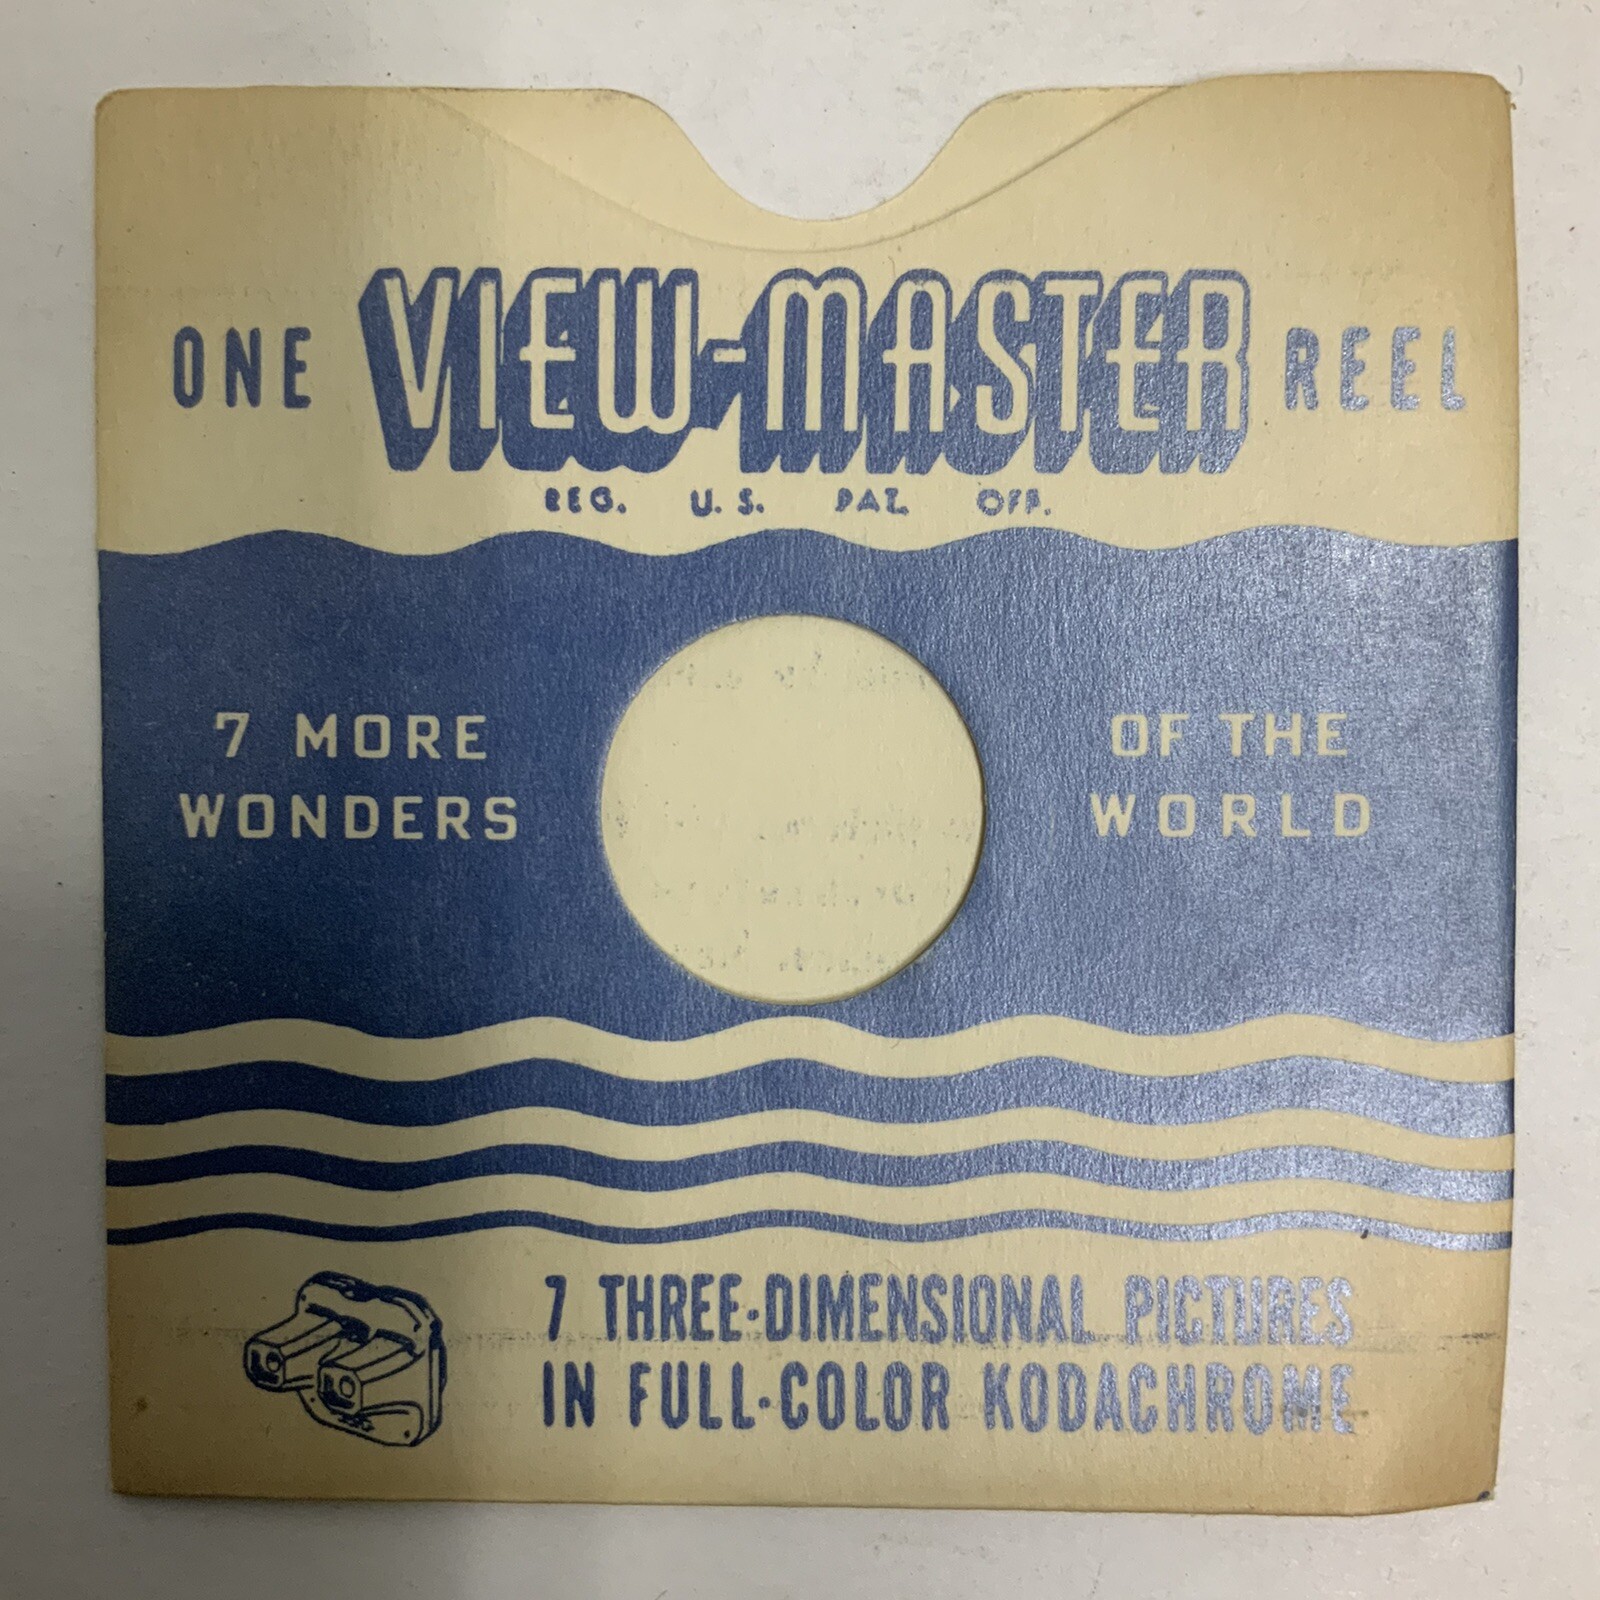 ONE VIEW-MASTER REEL
REG. U. S. PAT. OFF.
7 MORE
WONDERS
OF THE
WORLD
7 THREE-DIMENSIONAL PICTURES
IN FULL-COLOR KODACHROME